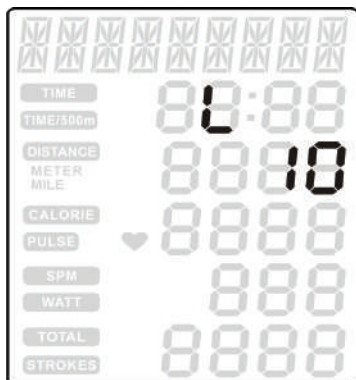 TIME
L
TIME/500m
DISTANCE
10
METER
MILE
CALORIE
PULSE
SPM
WATT
TOTAL
STROKES